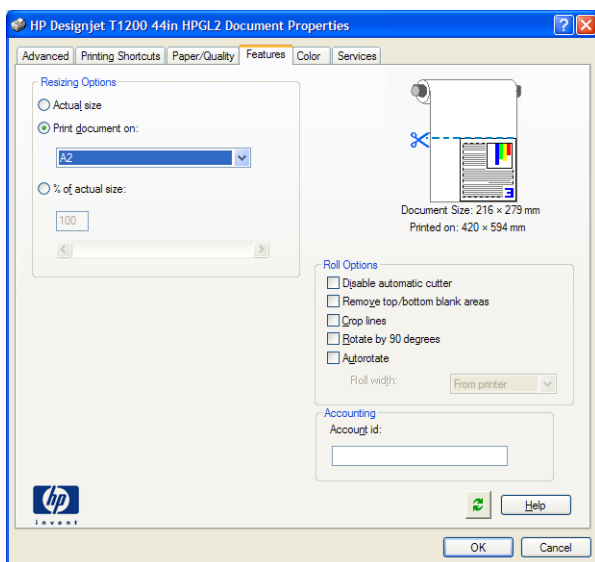 HP Designjet T1200 44in HPGL2 Document Properties
Advanced Printing Shortcuts Paper/Quality Features Color Services
Resizing Options
Actual size
Print document on:
A2
% of actual size:
100
3
Document Size: 216 × 279 mm
Printed on: 420 × 594 mm
Roll Options
Disable automatic cutter
Remove top/bottom blank areas
Crop lines
Rotate by 90 degrees
Autorotate
Roll width: From printer
Accounting
Account id:
hp
invent
Help
OK Cancel